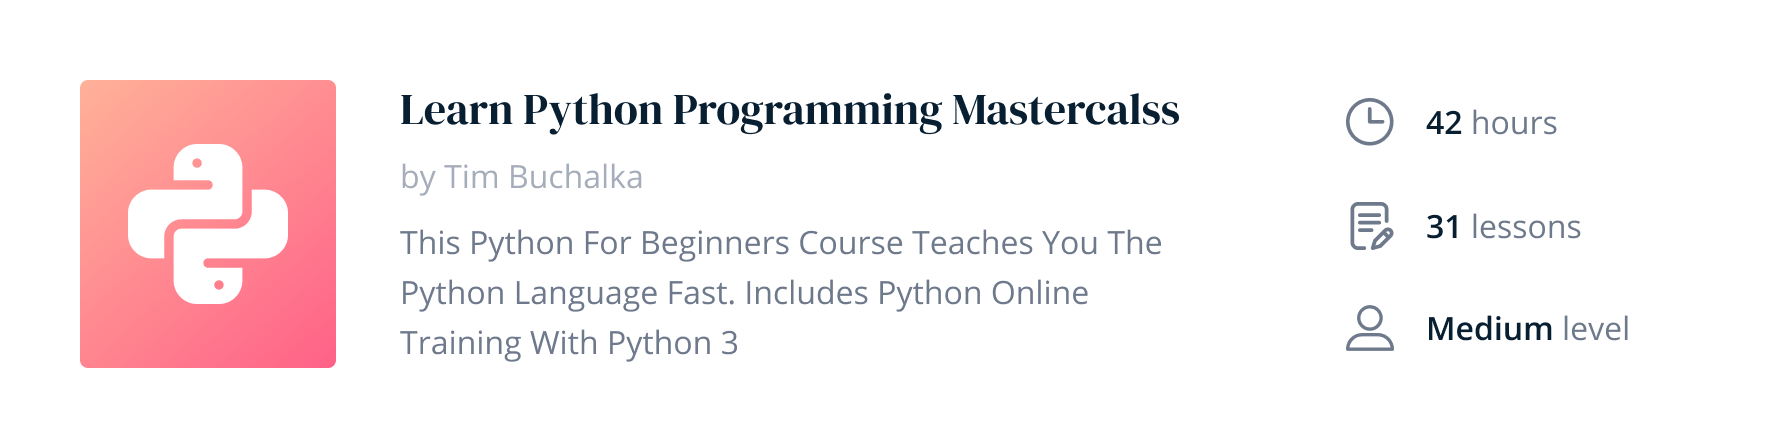 Learn Python Programming Mastercalss
by Tim Buchalka
This Python For Beginners Course Teaches You The
Python Language Fast. Includes Python Online
Training With Python 3
42 hours
31 lessons
Medium level